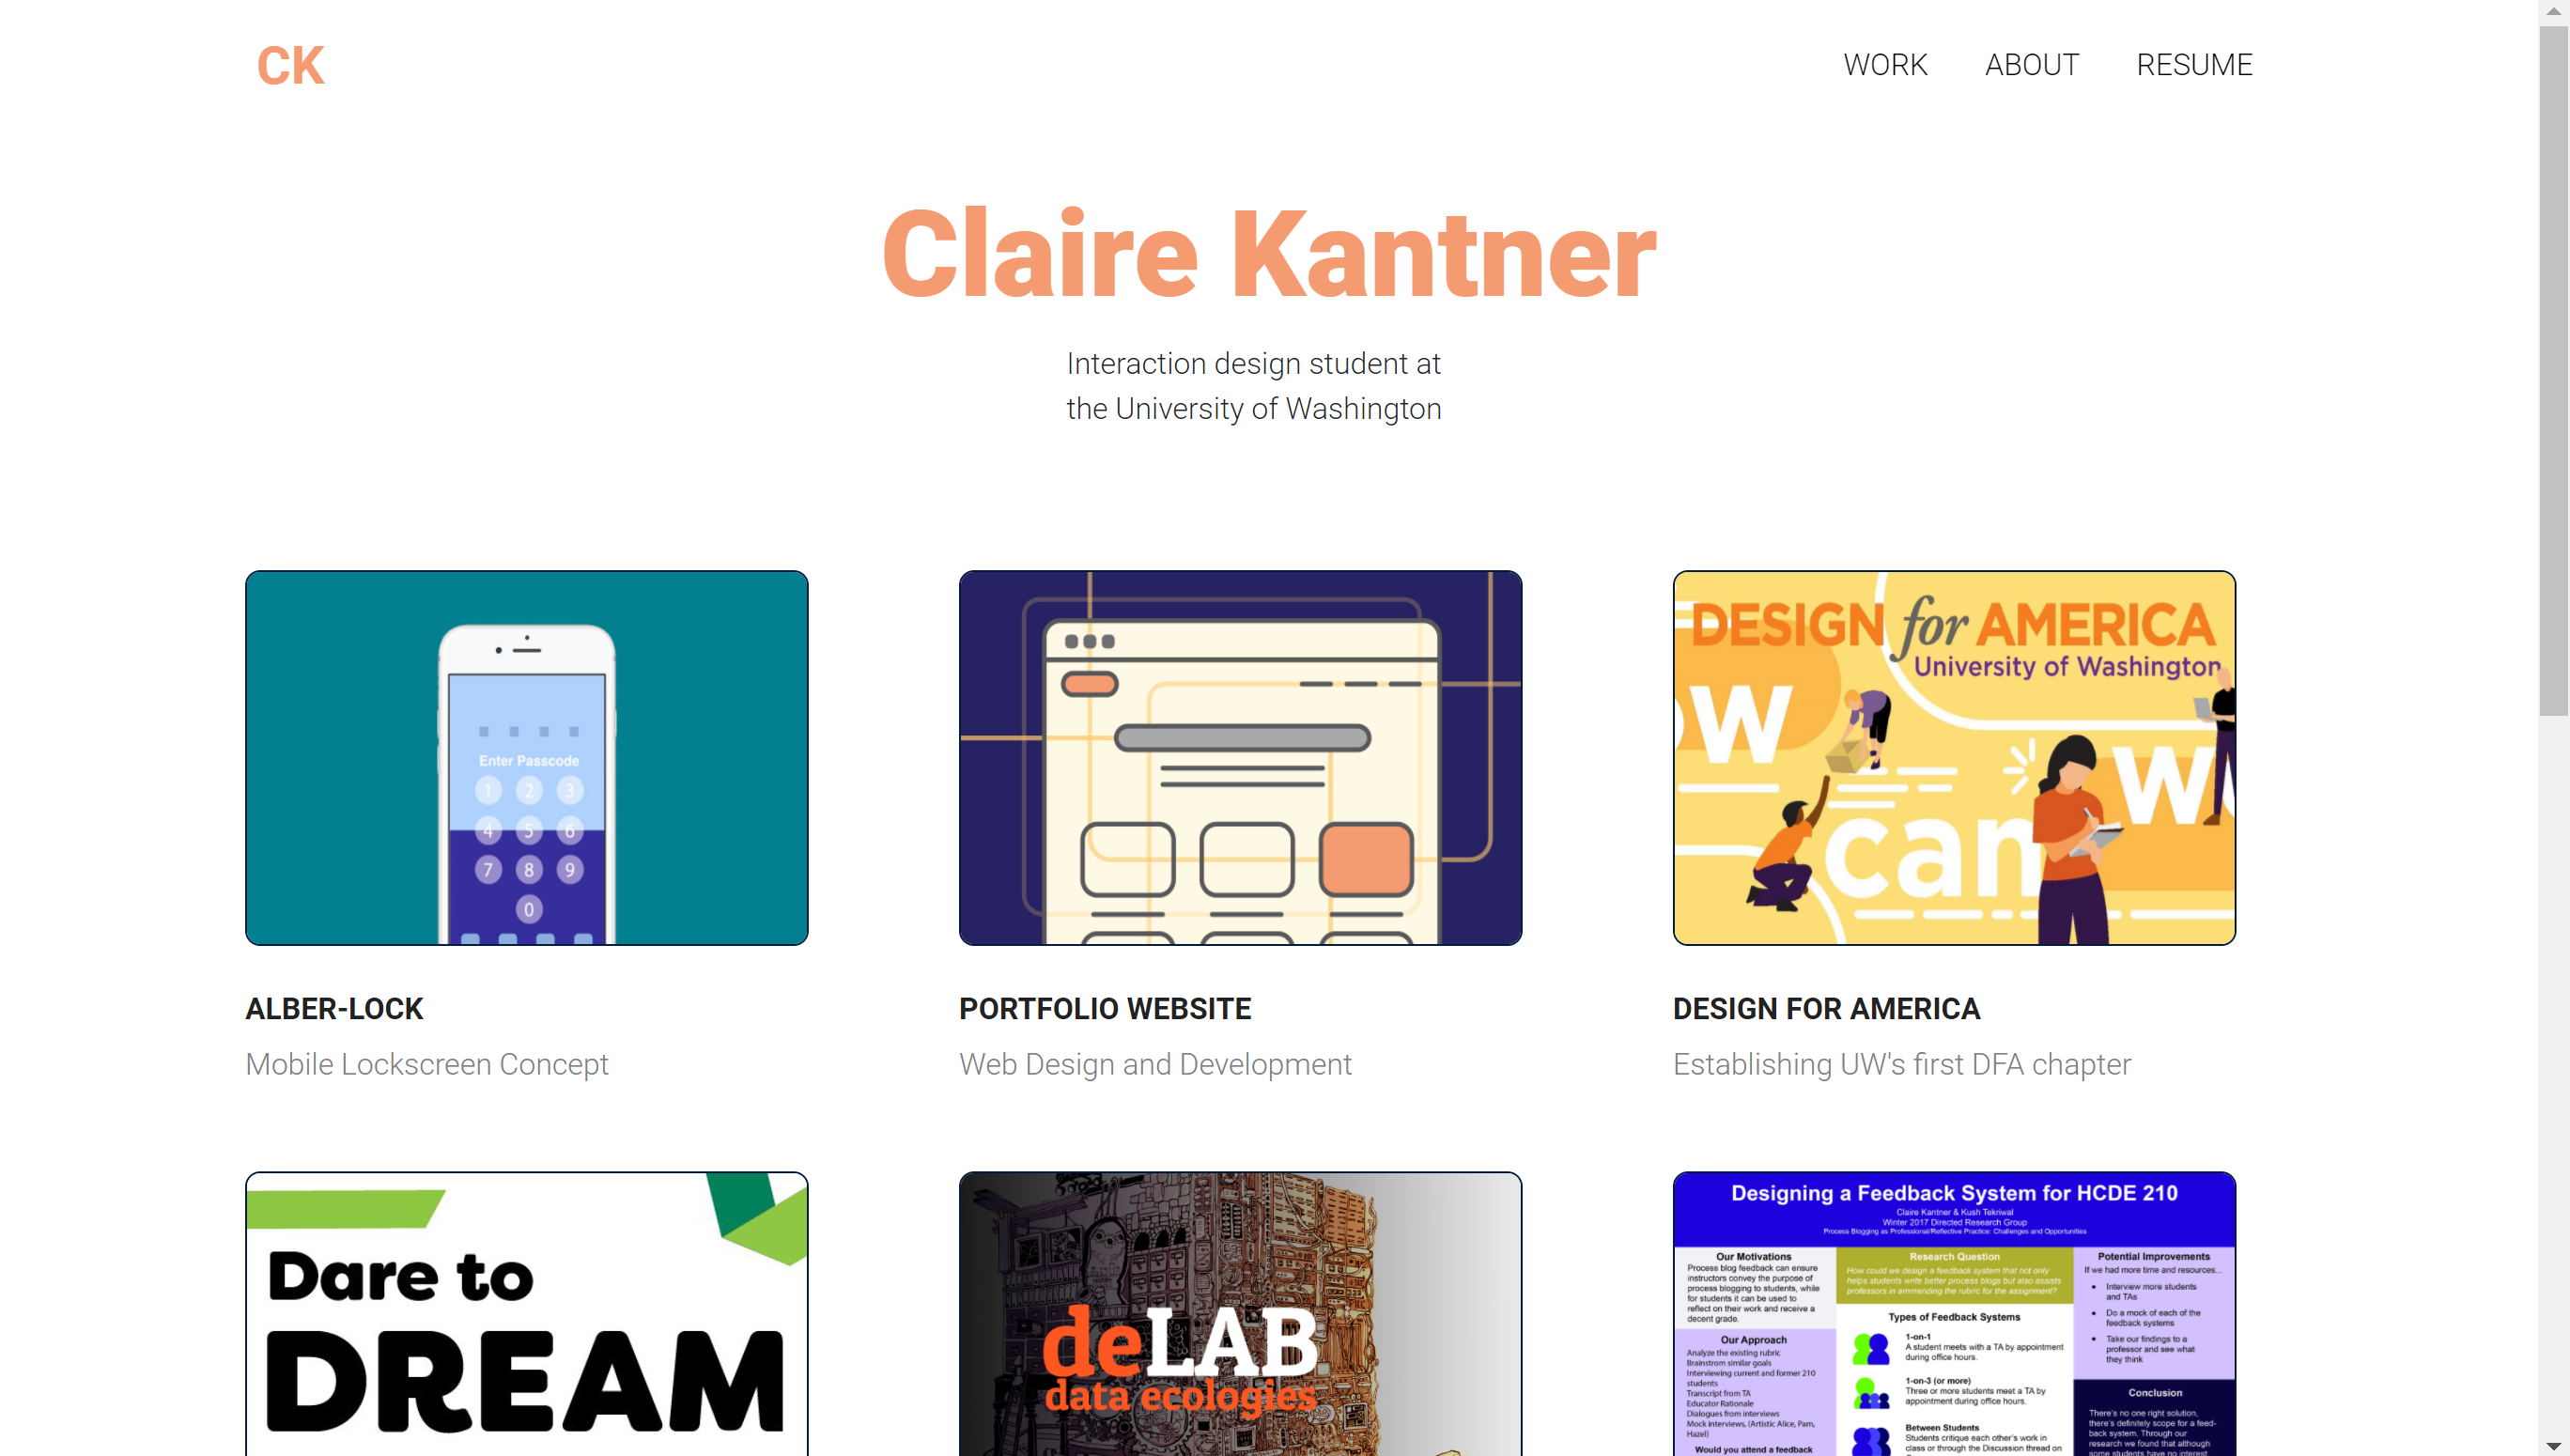 CK
WORK
ABOUT
RESUME
Claire Kantner
Interaction design student at
the University of Washington
Enter Passcode
1 2 3
4 5 6
7 8 9
0
DESIGN for AMERICA
University of Washington
can
ALBER-LOCK
Mobile Lockscreen Concept
PORTFOLIO WEBSITE
Web Design and Development
DESIGN FOR AMERICA
Establishing UW's first DFA chapter
Dare to
DREAM
deLAB
data ecologies
Designing a Feedback System for HCDE 210
Claire Kantner & Kush Tekriwal
Winter 2017 Directed Research Group
Process Blogging as Professional/Reflective Practice: Challenges and Opportunities
Our Motivations
Process blog feedback can ensure
instructors convey the purpose of
process blogging to students, while
for students it can be used to
reflect on their work and receive a
decent grade.
Our Approach
Analyze the existing rubric
Brainstrom similar goals
Interviewing current and former 210
students
Transcript from TA
Educator Rationale
Dialogues from interviews
Mock interviews, (Artistic Alice, Pam,
Hazel)
Would you attend a feedback
Research Question
How could we design a feedback system that not only
helps students write better process blogs but also assists
professors in ammending the rubric for the assignment?
Types of Feedback Systems
1-on-1
A student meets with a TA by appointment
during office hours.
1-on-3 (or more)
Three or more students meet a TA by
appointment during office hours.
Between Students
Students critique each other's work in
class or through the Discussion thread on
Potential Improvements
If we had more time and resources...
• Interview more students
and TAs
• Do a mock of each of the
feedback systems
• Take our findings to a
professor and see what
they think
Conclusion
There's no one right solution,
there's definitely scope for a feed-
back system. Through our
research we found that although
some students have no interest